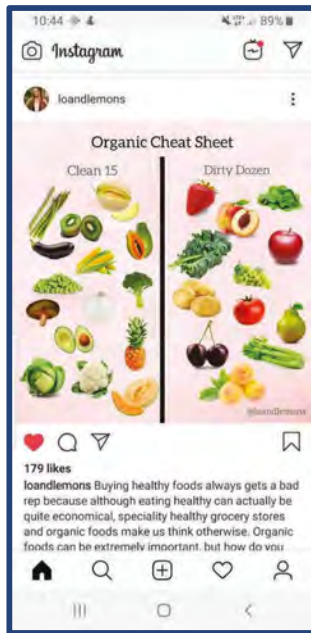 10:44
89%
Instagram
loandlemons
Organic Cheat Sheet
Clean 15
Dirty Dozen
@loandlemons
179 likes
loandlemons Buying healthy foods always gets a bad
rep because although eating healthy can actually be
quite economical, speciality healthy grocery stores
and organic foods make us think otherwise. Organic
foods can be extremely important, but how do you